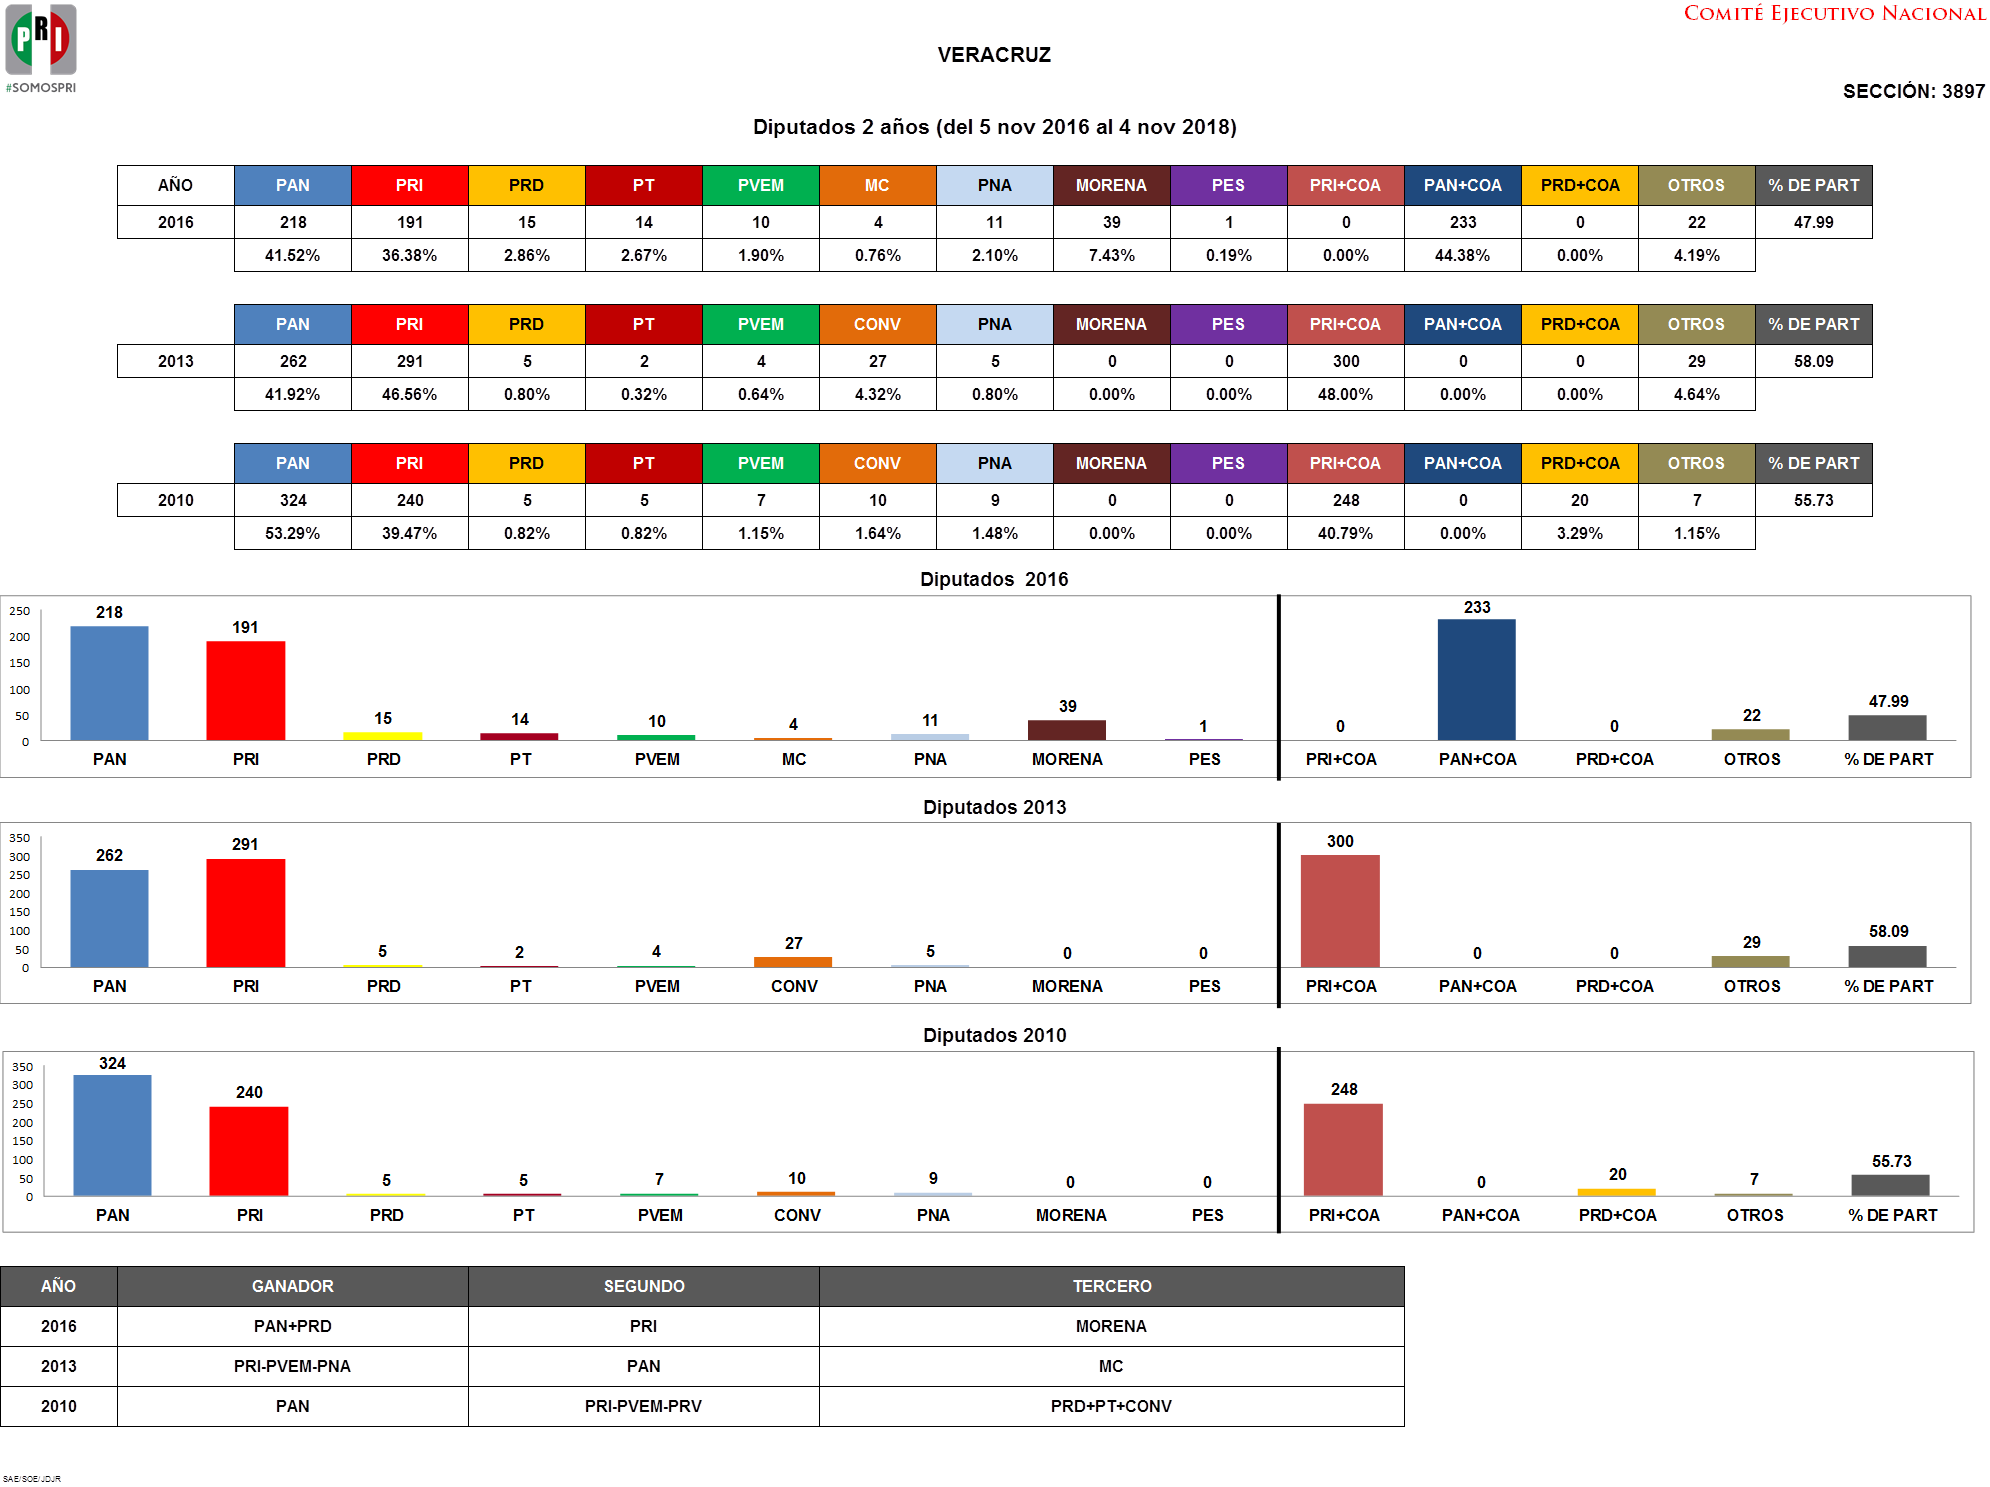 COMITÉ EJECUTIVO NACIONAL
PRI
#SOMOSPRI
VERACRUZ
SECCIÓN: 3897
Diputados 2 años (del 5 nov 2016 al 4 nov 2018)
AÑO PAN PRI PRD PT PVEM MC PNA MORENA PES PRI+COA PAN+COA PRD+COA OTROS % DE PART
2016 218 191 15 14 10 4 11 39 1 0 233 0 22 47.99
41.52% 36.38% 2.86% 2.67% 1.90% 0.76% 2.10% 7.43% 0.19% 0.00% 44.38% 0.00% 4.19%
PAN PRI PRD PT PVEM CONV PNA MORENA PES PRI+COA PAN+COA PRD+COA OTROS % DE PART
2013 262 291 5 2 4 27 5 0 0 300 0 0 29 58.09
41.92% 46.56% 0.80% 0.32% 0.64% 4.32% 0.80% 0.00% 0.00% 48.00% 0.00% 0.00% 4.64%
PAN PRI PRD PT PVEM CONV PNA MORENA PES PRI+COA PAN+COA PRD+COA OTROS % DE PART
2010 324 240 5 5 7 10 9 0 0 248 0 20 7 55.73
53.29% 39.47% 0.82% 0.82% 1.15% 1.64% 1.48% 0.00% 0.00% 40.79% 0.00% 3.29% 1.15%
Diputados 2016
250
200
150
100
50
0
218 191 15 14 10 4 11 39 1 0 233 0 22 47.99
PAN PRI PRD PT PVEM MC PNA MORENA PES PRI+COA PAN+COA PRD+COA OTROS % DE PART
Diputados 2013
350
300
250
200
150
100
50
0
262 291 5 2 4 27 5 0 0 300 0 0 29 58.09
PAN PRI PRD PT PVEM CONV PNA MORENA PES PRI+COA PAN+COA PRD+COA OTROS % DE PART
Diputados 2010
350
300
250
200
150
100
50
0
324 240 5 5 7 10 9 0 0 248 0 20 7 55.73
PAN PRI PRD PT PVEM CONV PNA MORENA PES PRI+COA PAN+COA PRD+COA OTROS % DE PART
AÑO GANADOR SEGUNDO TERCERO
2016 PAN+PRD PRI MORENA
2013 PRI-PVEM-PNA PAN MC
2010 PAN PRI-PVEM-PRV PRD+PT+CONV
SAE/SOE/JDJR